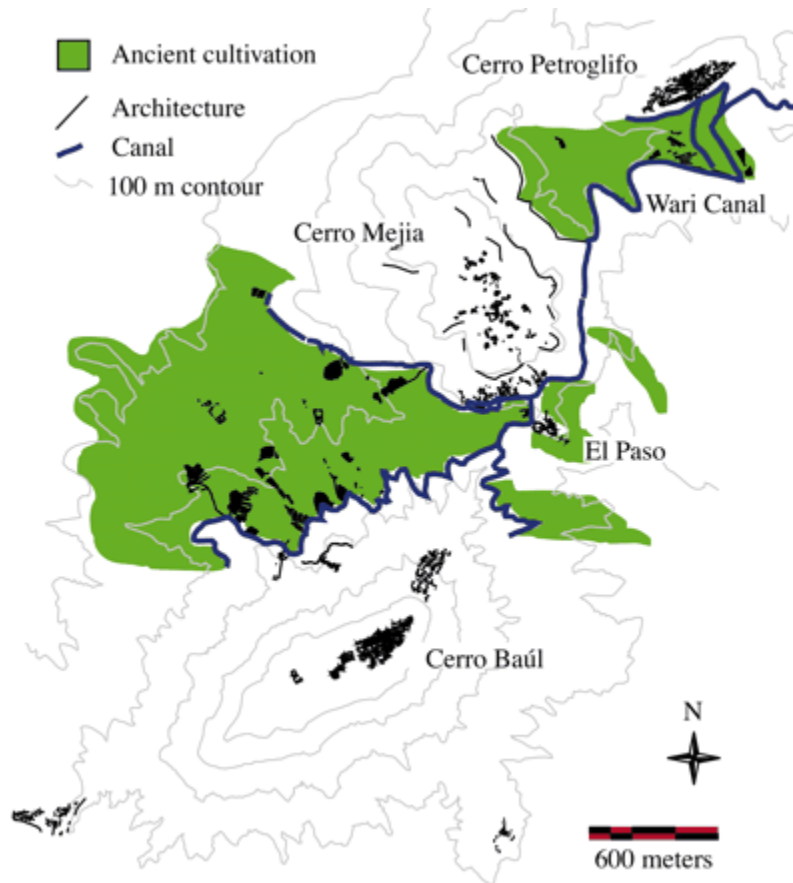 Ancient cultivation
Architecture
Canal
100 m contour
Cerro Petroglifo
Wari Canal
Cerro Mejia
El Paso
Cerro Baúl
N
600 meters